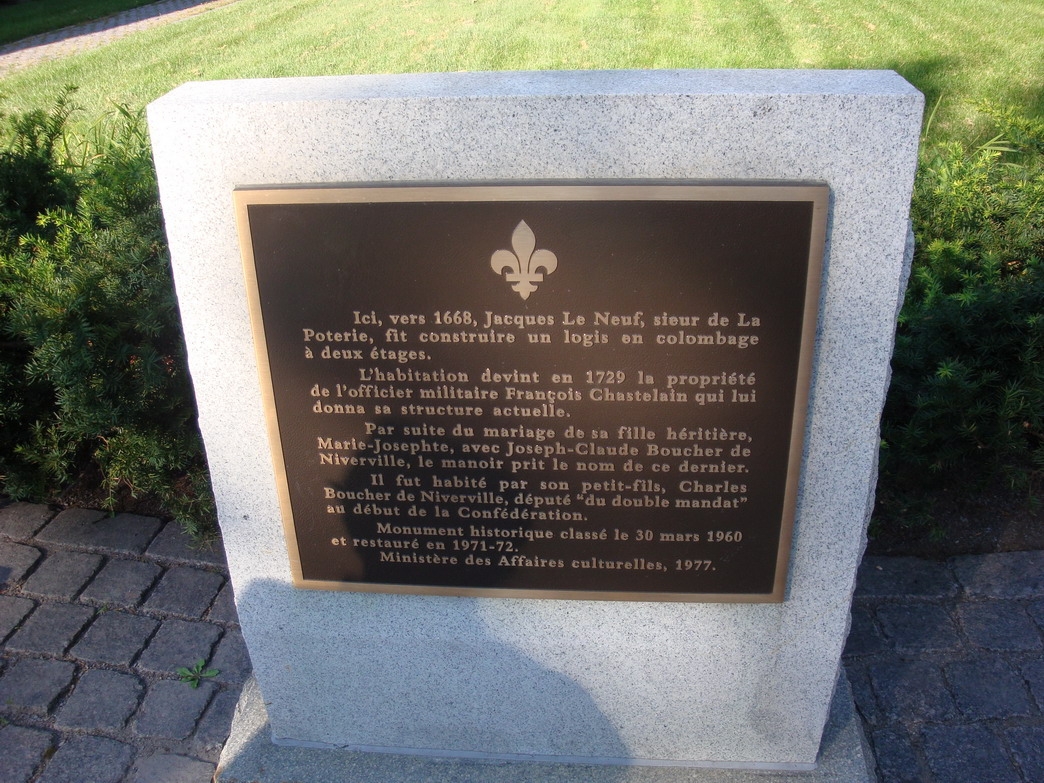 Ici, vers 1668, Jacques Le Neuf, sieur de La
Poterie, fit construire un logis en colombage
à deux étages.
L'habitation devint en 1729 la propriété
de l'officier militaire François Chastelain qui lui
donna sa structure actuelle.
Par suite du mariage de sa fille héritière,
Marie-Josephte, avec Joseph-Claude Boucher de
Niverville, le manoir prit le nom de ce dernier.
Il fut habité par son petit-fils, Charles
Boucher de Niverville, député "du double mandat"
au début de la Confédération.
Monument historique classé le 30 mars 1960
et restauré en 1971-72.
Ministère des Affaires culturelles, 1977.